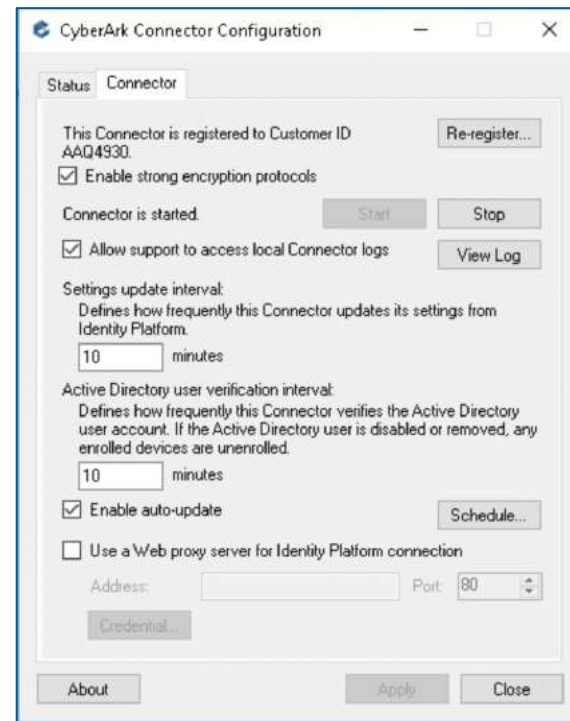 CyberArk Connector Configuration
Status Connector
This Connector is registered to Customer ID
AAQ4930.
Re-register...
Enable strong encryption protocols
Connector is started.
Start
Stop
Allow support to access local Connector logs
View Log
Settings update interval:
Defines how frequently this Connector updates its settings from
Identity Platform.
10 minutes
Active Directory user verification interval:
Defines how frequently this Connector verifies the Active Directory
user account. If the Active Directory user is disabled or removed, any
enrolled devices are unenrolled.
10 minutes
Enable auto-update
Schedule...
Use a Web proxy server for Identity Platform connection
Address:
Port: 80
Credential...
About
Apply
Close